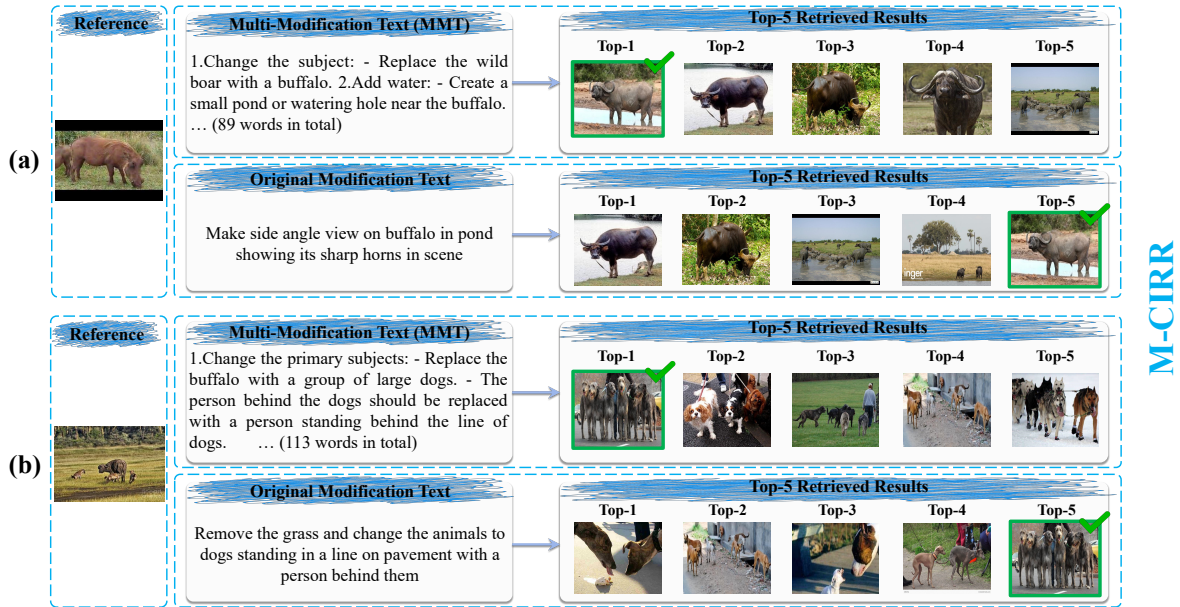 Reference
Multi-Modification Text (MMT)
Top-5 Retrieved Results
1.Change the subject: - Replace the wild
boar with a buffalo. 2.Add water: - Create a
small pond or watering hole near the buffalo.
… (89 words in total)
Top-1
Top-2
Top-3
Top-4
Top-5
(a)
Original Modification Text
Top-5 Retrieved Results
Make side angle view on buffalo in pond
showing its sharp horns in scene
Top-1
Top-2
Top-3
Top-4
Top-5
inger
M-CIRR
Reference
Multi-Modification Text (MMT)
Top-5 Retrieved Results
1.Change the primary subjects: - Replace the
buffalo with a group of large dogs. - The
person behind the dogs should be replaced
with a person standing behind the line of
dogs. … (113 words in total)
Top-1
Top-2
Top-3
Top-4
Top-5
(b)
Original Modification Text
Top-5 Retrieved Results
Remove the grass and change the animals to
dogs standing in a line on pavement with a
person behind them
Top-1
Top-2
Top-3
Top-4
Top-5